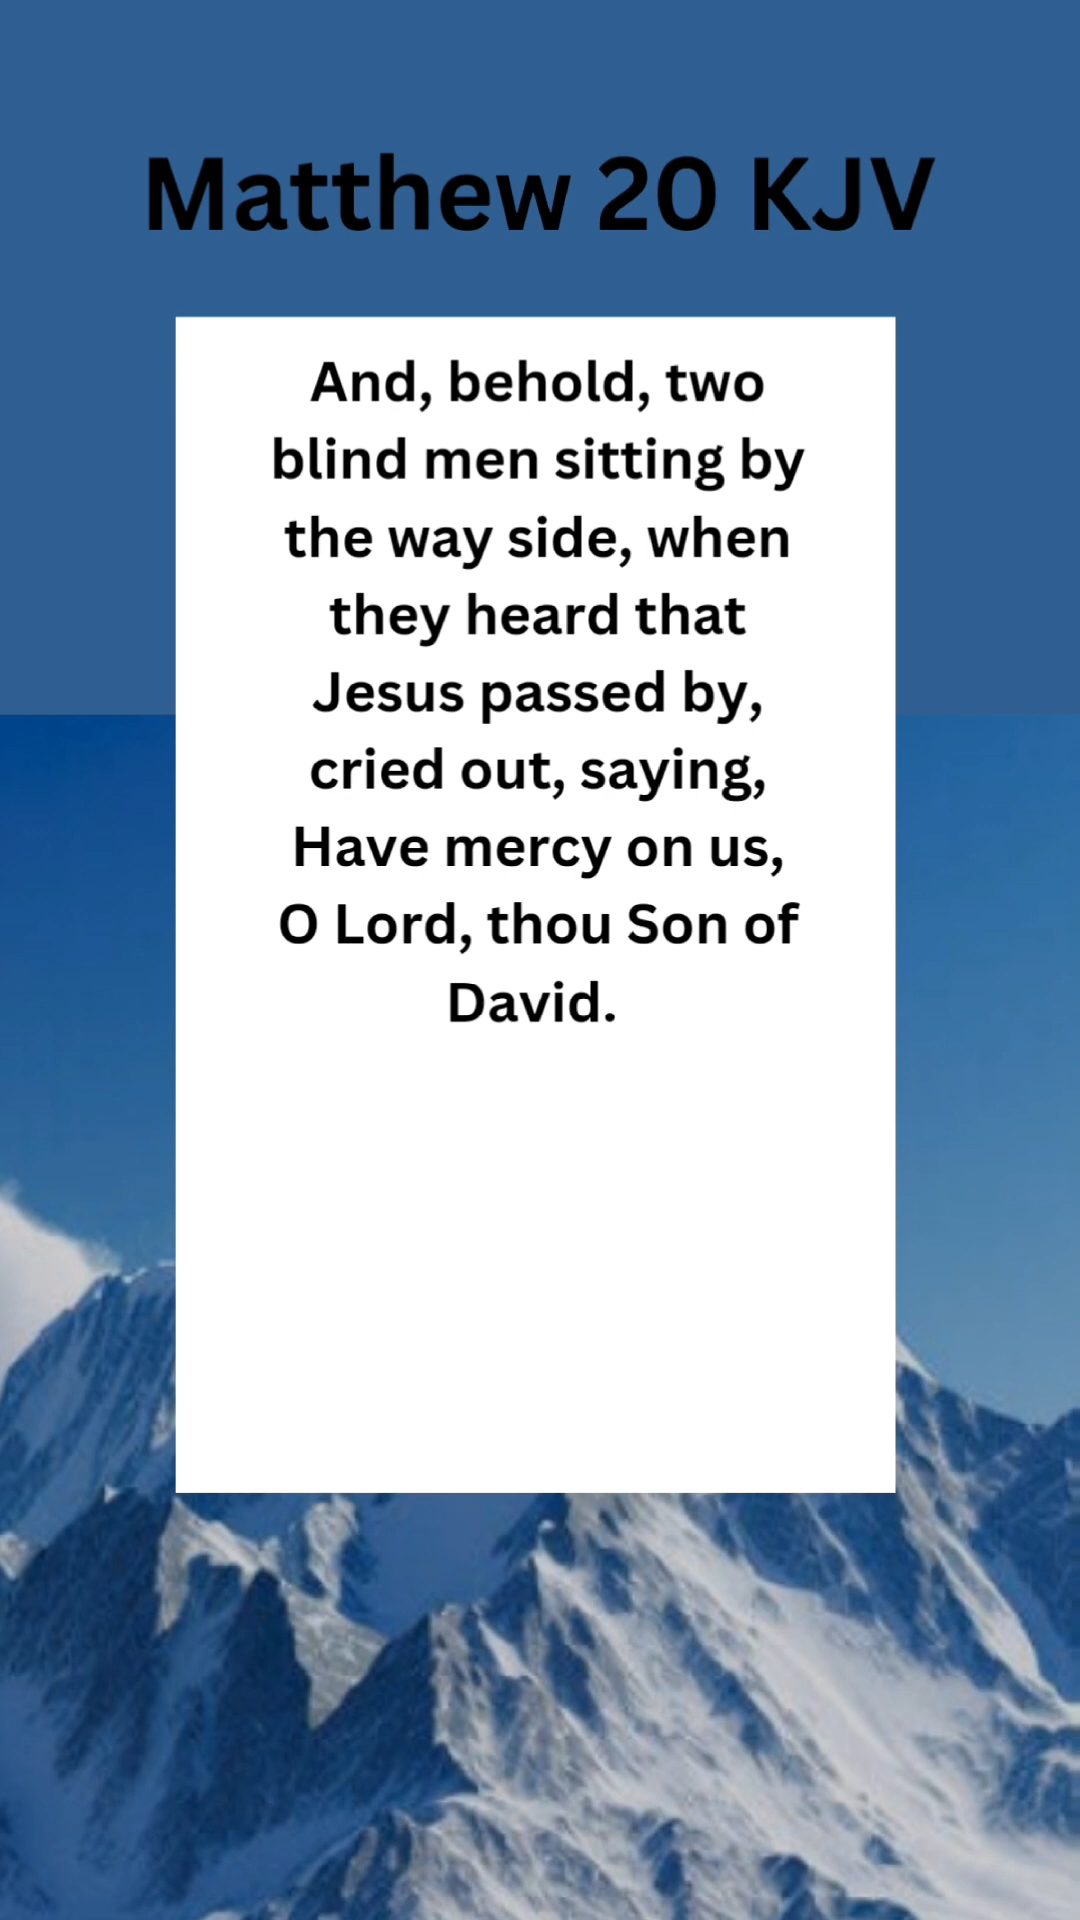 Matthew 20 KJV
And, behold, two
blind men sitting by
the way side, when
they heard that
Jesus passed by,
cried out, saying,
Have mercy on us,
O Lord, thou Son of
David.